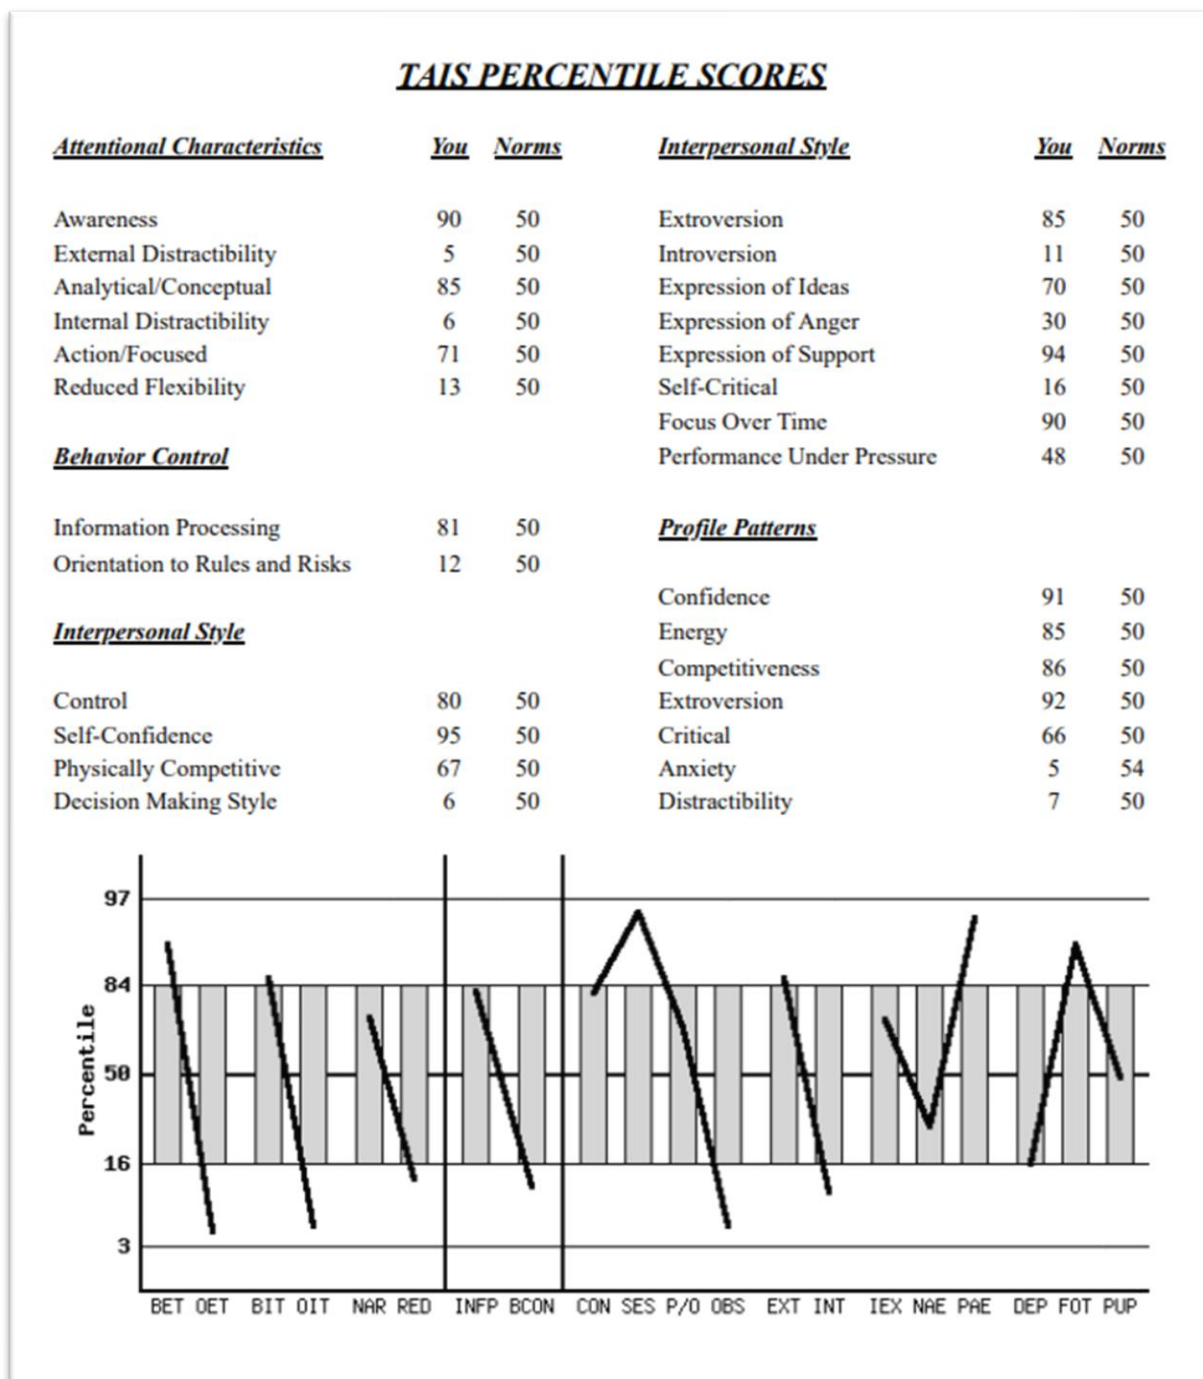 TAIS PERCENTILE SCORES
Attentional Characteristics You Norms
Awareness 90 50
External Distractibility 5 50
Analytical/Conceptual 85 50
Internal Distractibility 6 50
Action/Focused 71 50
Reduced Flexibility 13 50
Behavior Control
Information Processing 81 50
Orientation to Rules and Risks 12 50
Interpersonal Style
Control 80 50
Self-Confidence 95 50
Physically Competitive 67 50
Decision Making Style 6 50
Interpersonal Style You Norms
Extroversion 85 50
Introversion 11 50
Expression of Ideas 70 50
Expression of Anger 30 50
Expression of Support 94 50
Self-Critical 16 50
Focus Over Time 90 50
Performance Under Pressure 48 50
Profile Patterns
Confidence 91 50
Energy 85 50
Competitiveness 86 50
Extroversion 92 50
Critical 66 50
Anxiety 5 54
Distractibility 7 50
Percentile
97
84
50
16
3
BET OET BIT OIT NAR RED INFP BCON CON SES P/O OBS EXT INT IEX NAE PAE DEP FOT PUP